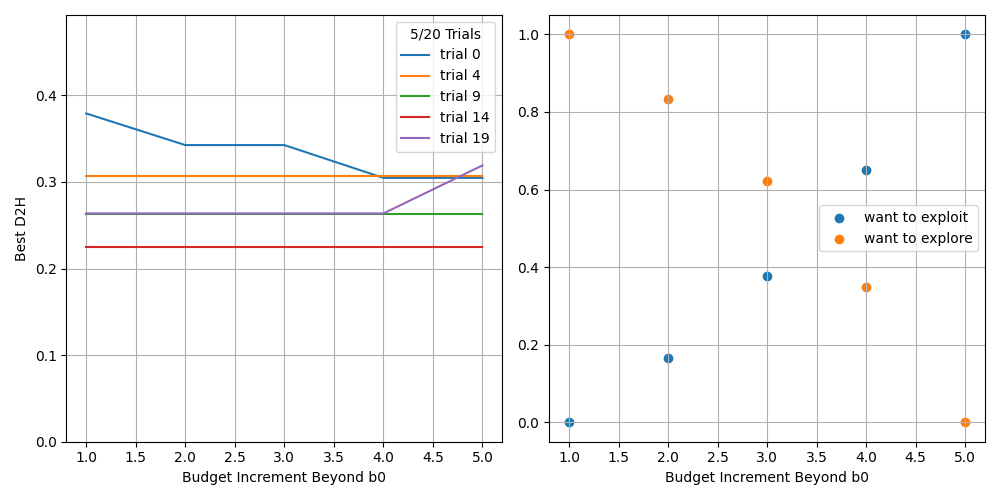 Best D2H
0.4
0.3
0.2
0.1
0.0
1.0 1.5 2.0 2.5 3.0 3.5 4.0 4.5 5.0
Budget Increment Beyond b0
5/20 Trials
trial 0
trial 4
trial 9
trial 14
trial 19
1.0
0.8
0.6
0.4
0.2
0.0
1.0 1.5 2.0 2.5 3.0 3.5 4.0 4.5 5.0
Budget Increment Beyond b0
want to exploit
want to explore